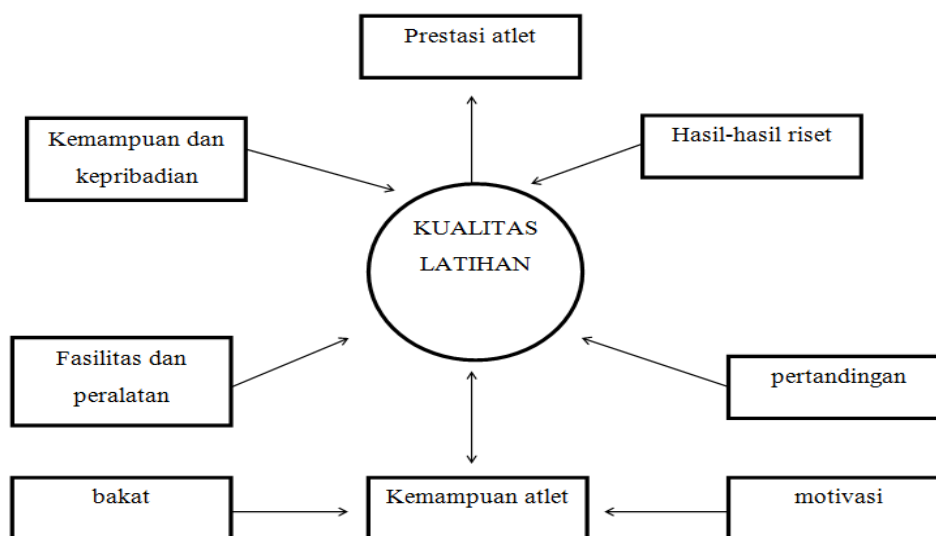 Prestasi atlet
Kemampuan dan
kepribadian
Hasil-hasil riset
KUALITAS
LATIHAN
Fasilitas dan
peralatan
pertandingan
bakat
Kemampuan atlet
motivasi